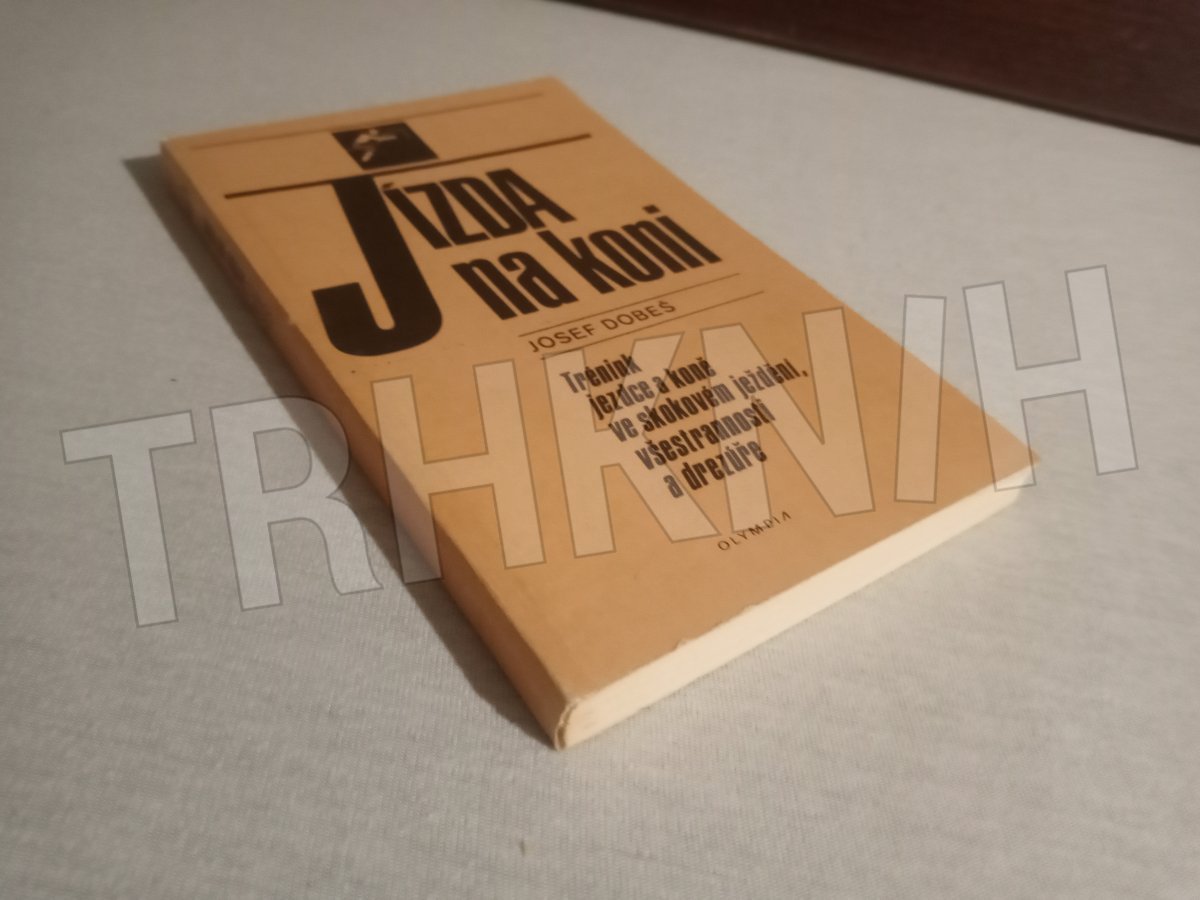 JÍZDA
na koni
JOSEF DOBEŠ
Trénink
jezdce a koně
ve skokovém ježdění,
všestrannosti
a drezúře
OLYMPIA
TRHKNIH